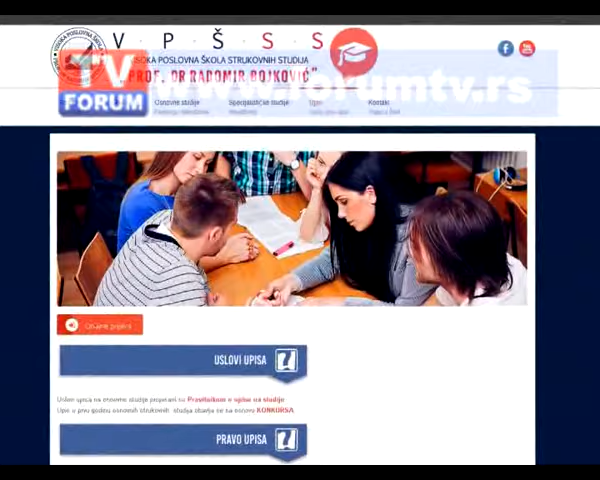 V · P · Š · S · S
VISOKA POSLOVNA ŠKOLA STRUKOVNIH STUDIJA
"PROF. DR RADOMIR BOJKOVIĆ"
TV
FORUM
www.forumtv.rs
Osnovne studije
Specijalističke studije
Upis
Kontakt
Online prijava
USLOVI UPISA
Uslovi upisa na osnovne studije propisani su Pravilnikom o upisu na studije
Upis u prvu godinu osnovnih strukovnih studija obavlja se na osnovu KONKURSA
PRAVO UPISA